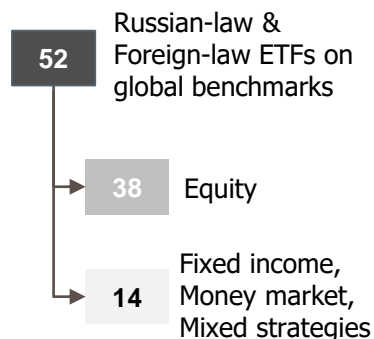 52
Russian-law &
Foreign-law ETFs on
global benchmarks
38
Equity
14
Fixed income,
Money market,
Mixed strategies